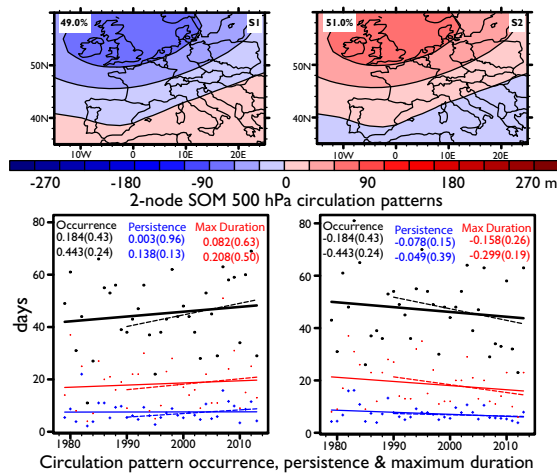 49.0% S1
51.0% S2
50N
40N
50N
40N
10W 0 10E 20E
10W 0 10E 20E
-270 -180 -90 0 90 180 270 m
2-node SOM 500 hPa circulation patterns
80
60
40
20
0
days
Occurrence Persistence Max Duration
0.184(0.43) 0.003(0.96) 0.082(0.63)
0.443(0.24) 0.138(0.13) 0.208(0.50)
Occurrence Persistence Max Duration
-0.184(0.43) -0.078(0.15) -0.158(0.26)
-0.443(0.24) -0.049(0.39) -0.299(0.19)
1980 1990 2000 2010
1980 1990 2000 2010
Circulation pattern occurrence, persistence & maximum duration